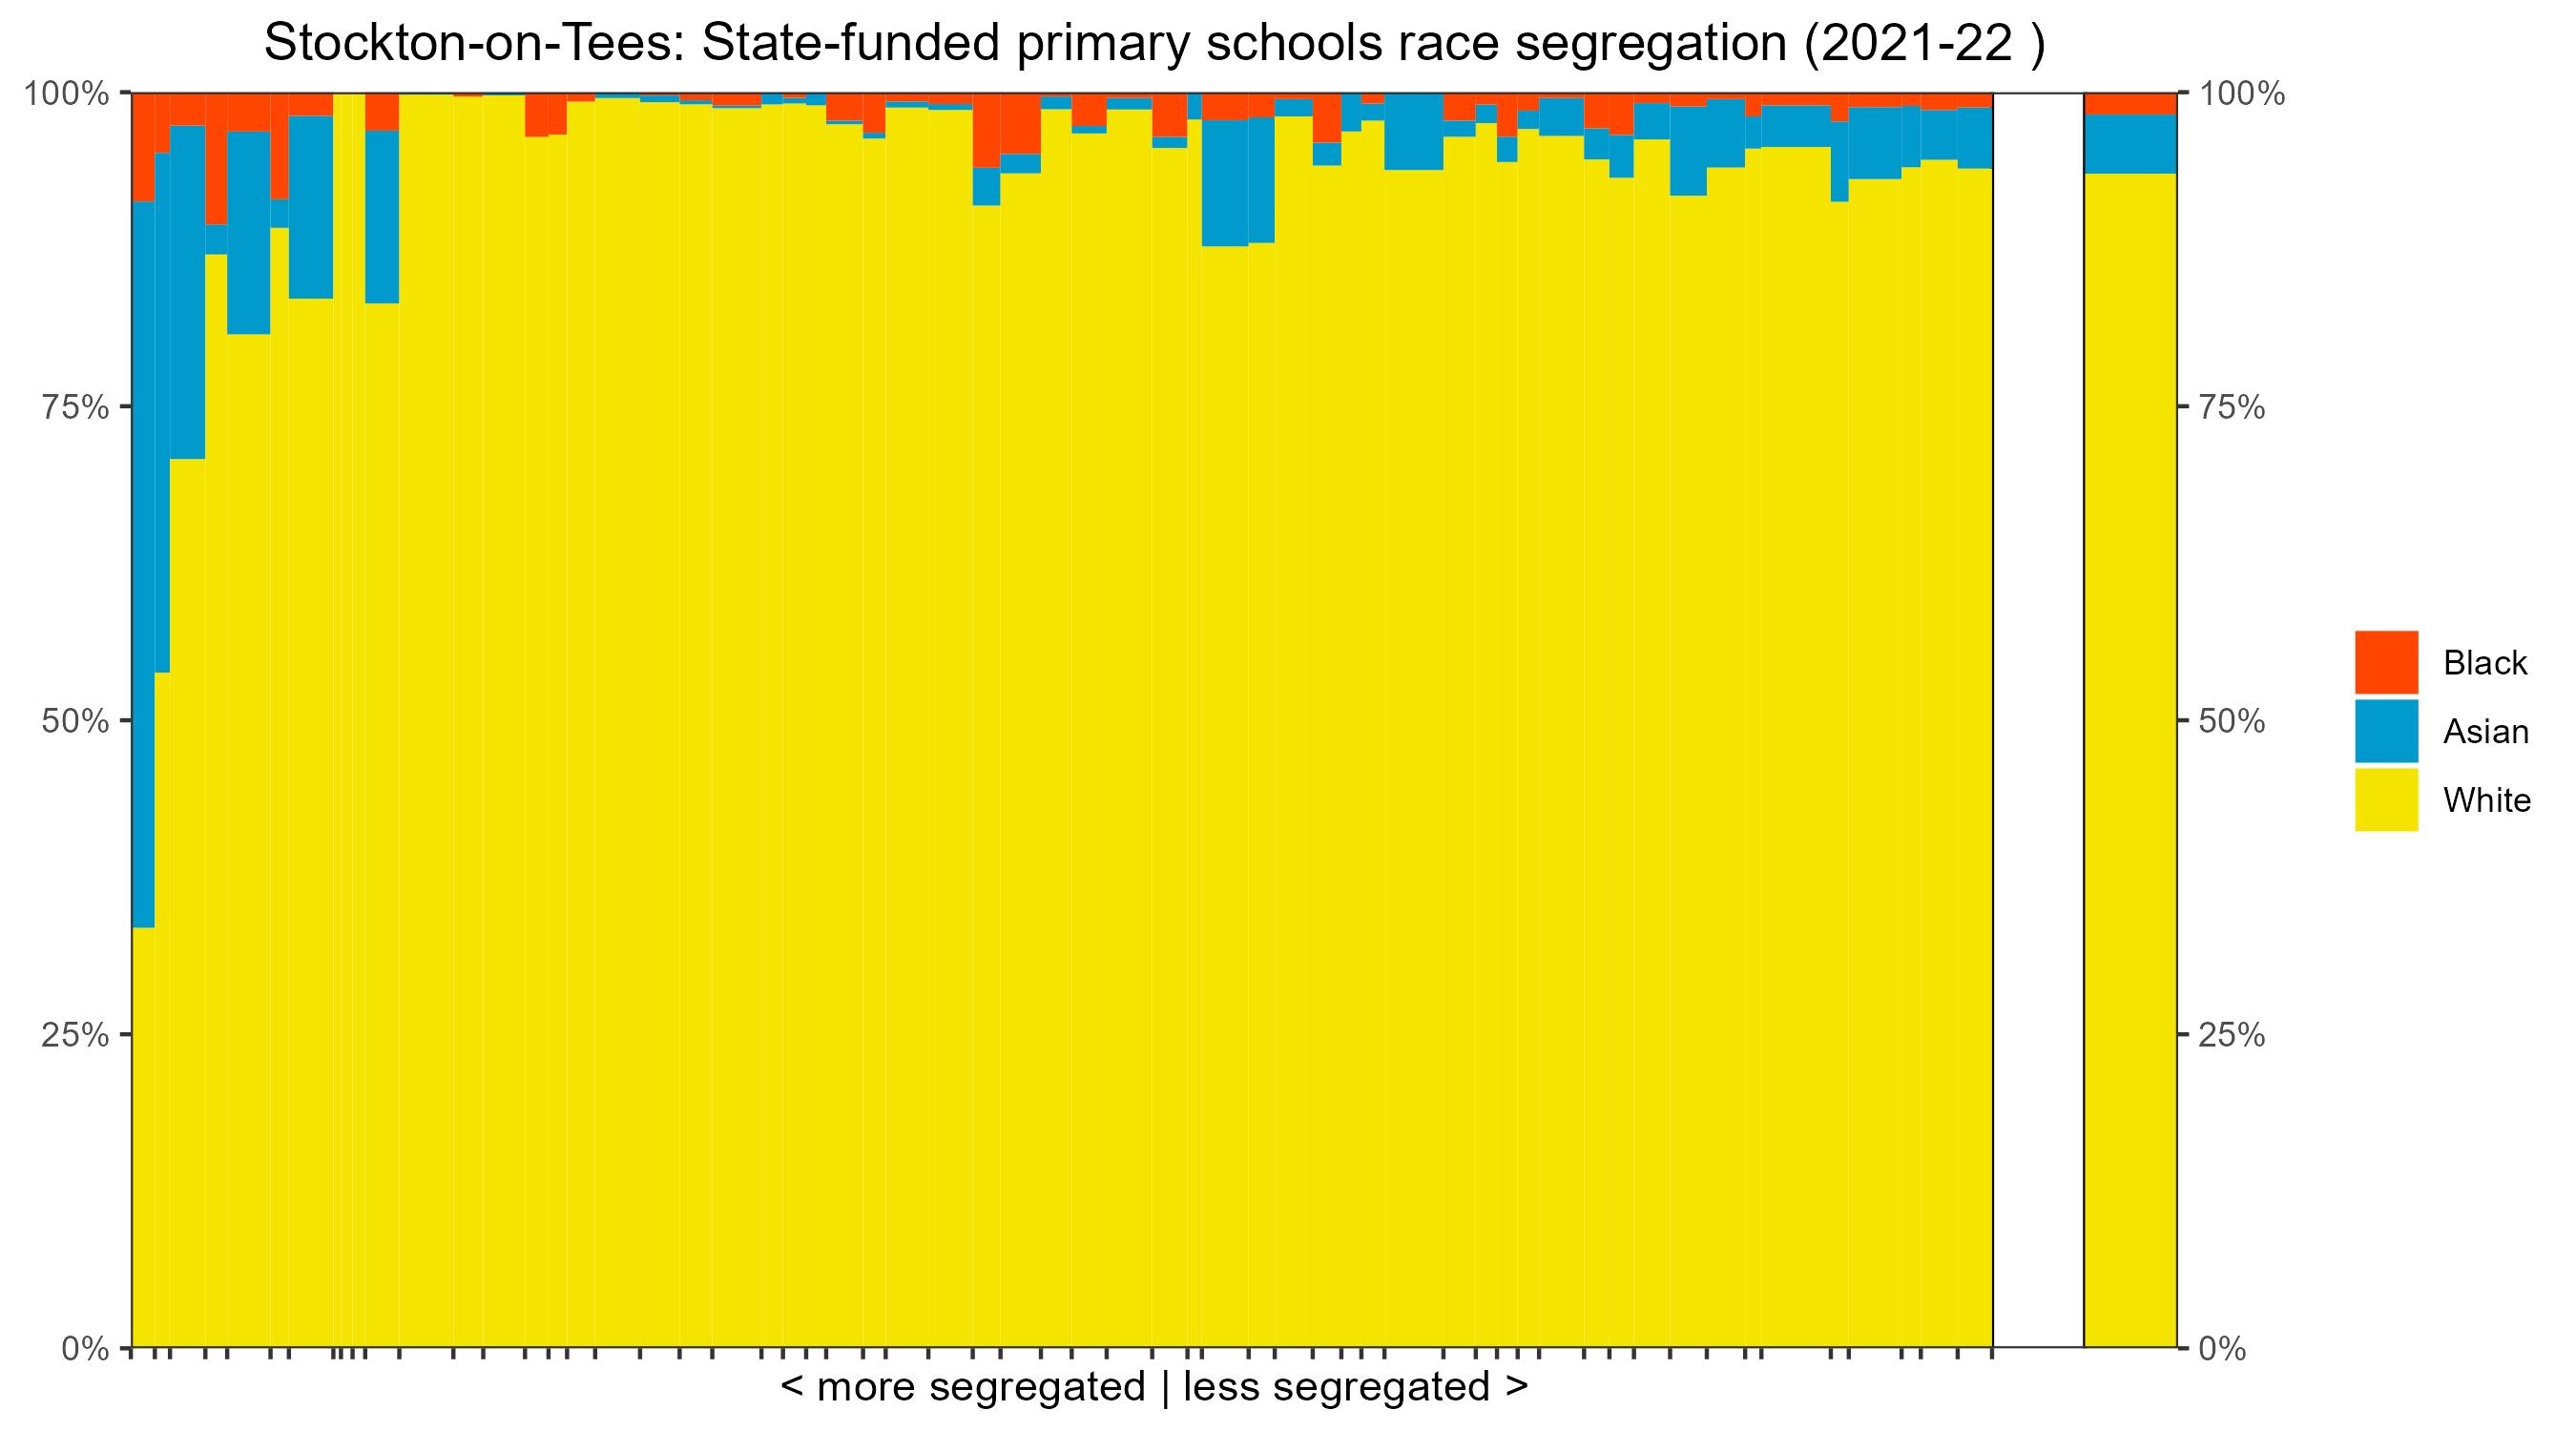 Stockton-on-Tees: State-funded primary schools race segregation (2021-22 )
100%
75%
50%
25%
0%
100%
75%
50%
25%
0%
Black
Asian
White
< more segregated | less segregated >